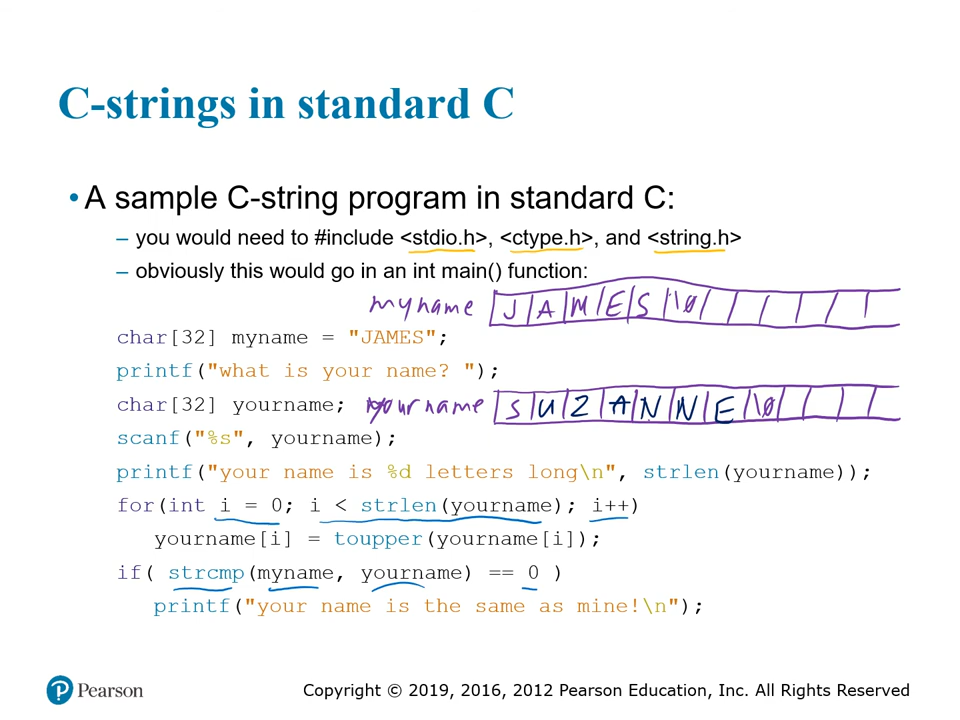 C-strings in standard C
• A sample C-string program in standard C:
– you would need to #include <stdio.h>, <ctype.h>, and <string.h>
– obviously this would go in an int main() function:
myname J A M E S \0
char[32] myname = "JAMES";
printf("what is your name? ");
char[32] yourname; yourname S U Z A N N E \0
scanf("%s", yourname);
printf("your name is %d letters long\n", strlen(yourname));
for(int i = 0; i < strlen(yourname); i++)
yourname[i] = toupper(yourname[i]);
if( strcmp(myname, yourname) == 0 )
printf("your name is the same as mine!\n");
P Pearson
Copyright © 2019, 2016, 2012 Pearson Education, Inc. All Rights Reserved